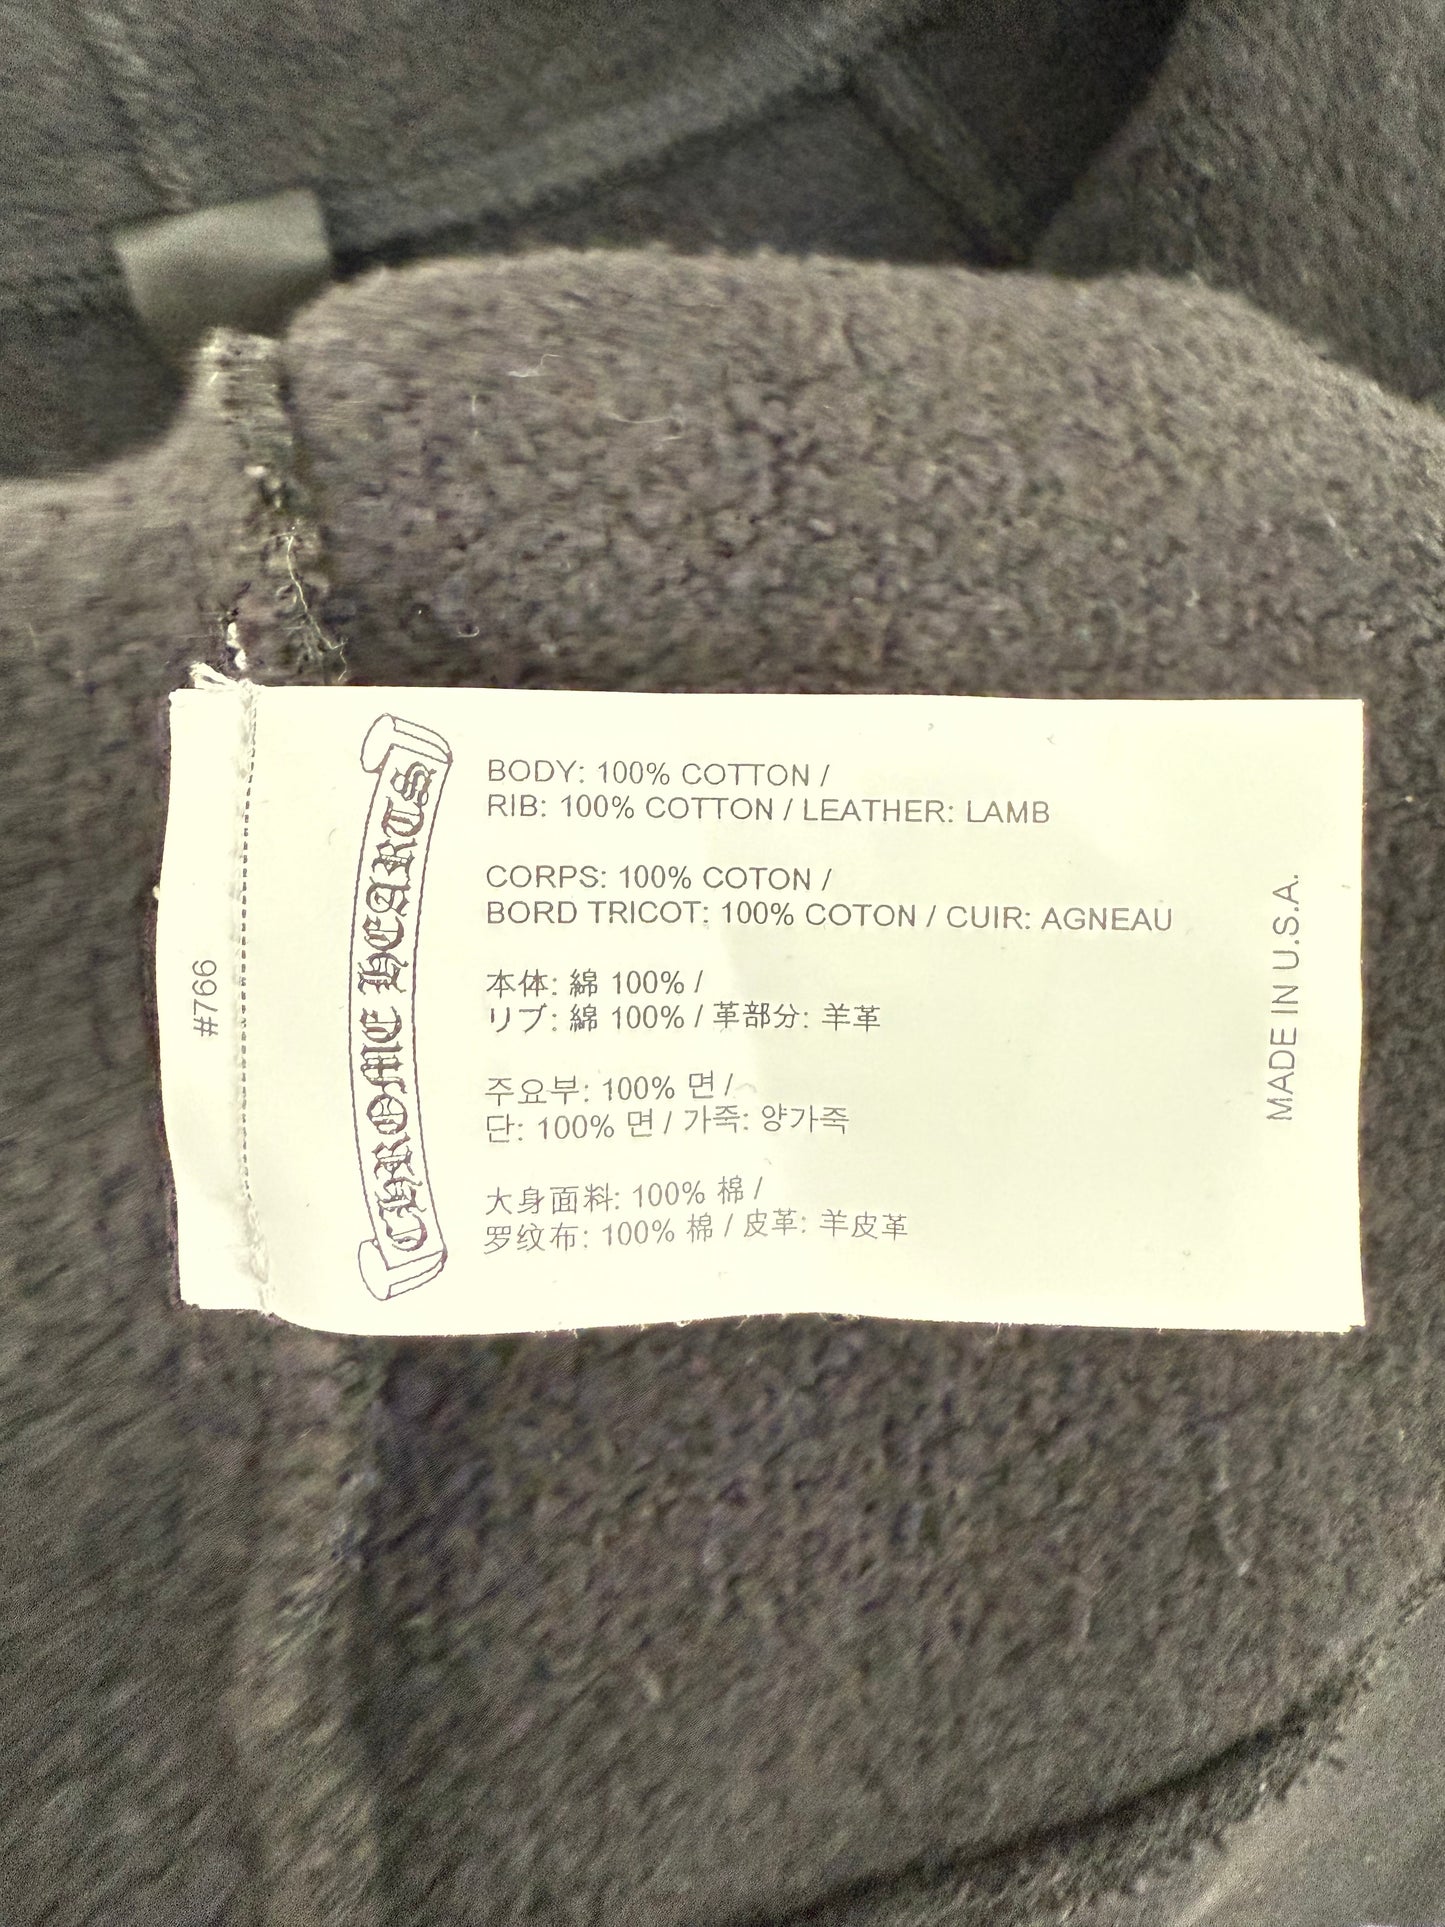 #766
CHROME HEARTS
BODY: 100% COTTON /
RIB: 100% COTTON / LEATHER: LAMB
CORPS: 100% COTON /
BORD TRICOT: 100% COTON / CUIR: AGNEAU
本体: 綿 100% /
リブ: 綿 100% / 革部分: 羊革
주요부: 100% 면 /
단: 100% 면 / 가죽: 양가죽
大身面料: 100% 棉 /
罗纹布: 100% 棉 / 皮革: 羊皮革
MADE IN U.S.A.